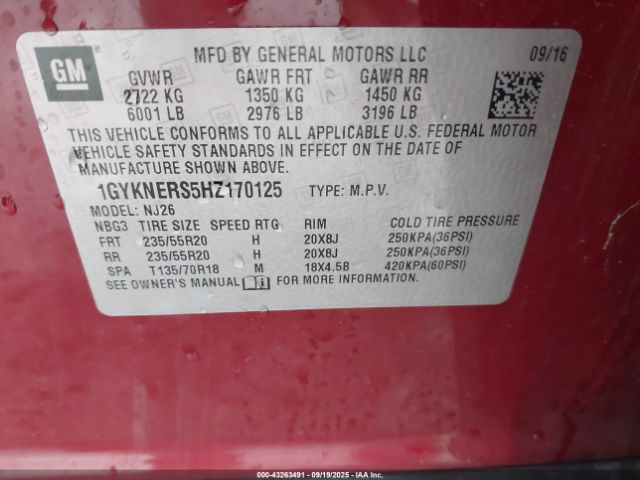 GM
MFD BY GENERAL MOTORS LLC 09/16
GVWR GAWR FRT GAWR RR
2722 KG 1350 KG 1450 KG
6001 LB 2976 LB 3196 LB
THIS VEHICLE CONFORMS TO ALL APPLICABLE U.S. FEDERAL MOTOR
VEHICLE SAFETY STANDARDS IN EFFECT ON THE DATE OF
MANUFACTURE SHOWN ABOVE.
1GYKNERS5HZ170125 TYPE: M.P.V.
MODEL: NJ26
NBG3 TIRE SIZE SPEED RTG RIM COLD TIRE PRESSURE
FRT 235/55R20 H 20X8J 250KPA(36PSI)
RR 235/55R20 H 20X8J 250KPA(36PSI)
SPA T135/70R18 M 18X4.5B 420KPA(60PSI)
SEE OWNER'S MANUAL FOR MORE INFORMATION
000-43263491 - 09/19/2025 - IAAI.COM